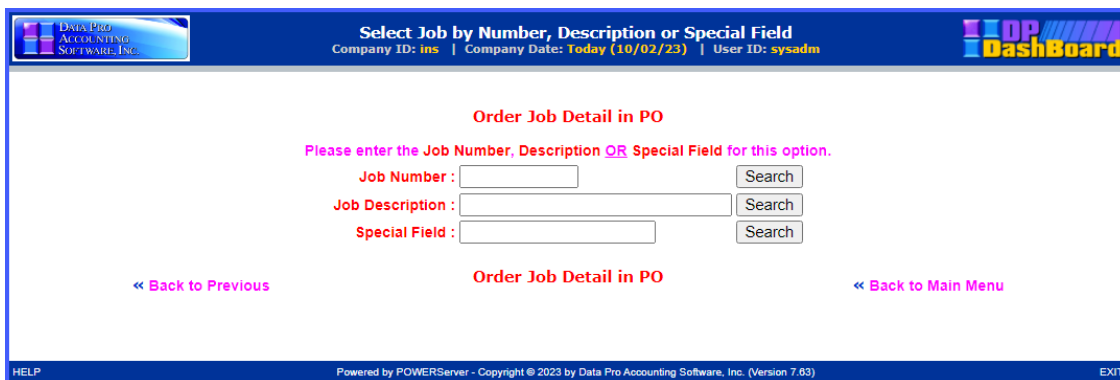 DATA PRO
ACCOUNTING
SOFTWARE, INC.
Select Job by Number, Description or Special Field
Company ID: ins | Company Date: Today (10/02/23) | User ID: sysadm
DP
DashBoard
Order Job Detail in PO
Please enter the Job Number, Description OR Special Field for this option.
Job Number : Search
Job Description : Search
Special Field : Search
« Back to Previous
Order Job Detail in PO
« Back to Main Menu
HELP
Powered by POWERServer - Copyright © 2023 by Data Pro Accounting Software, Inc. (Version 7.63)
EXIT